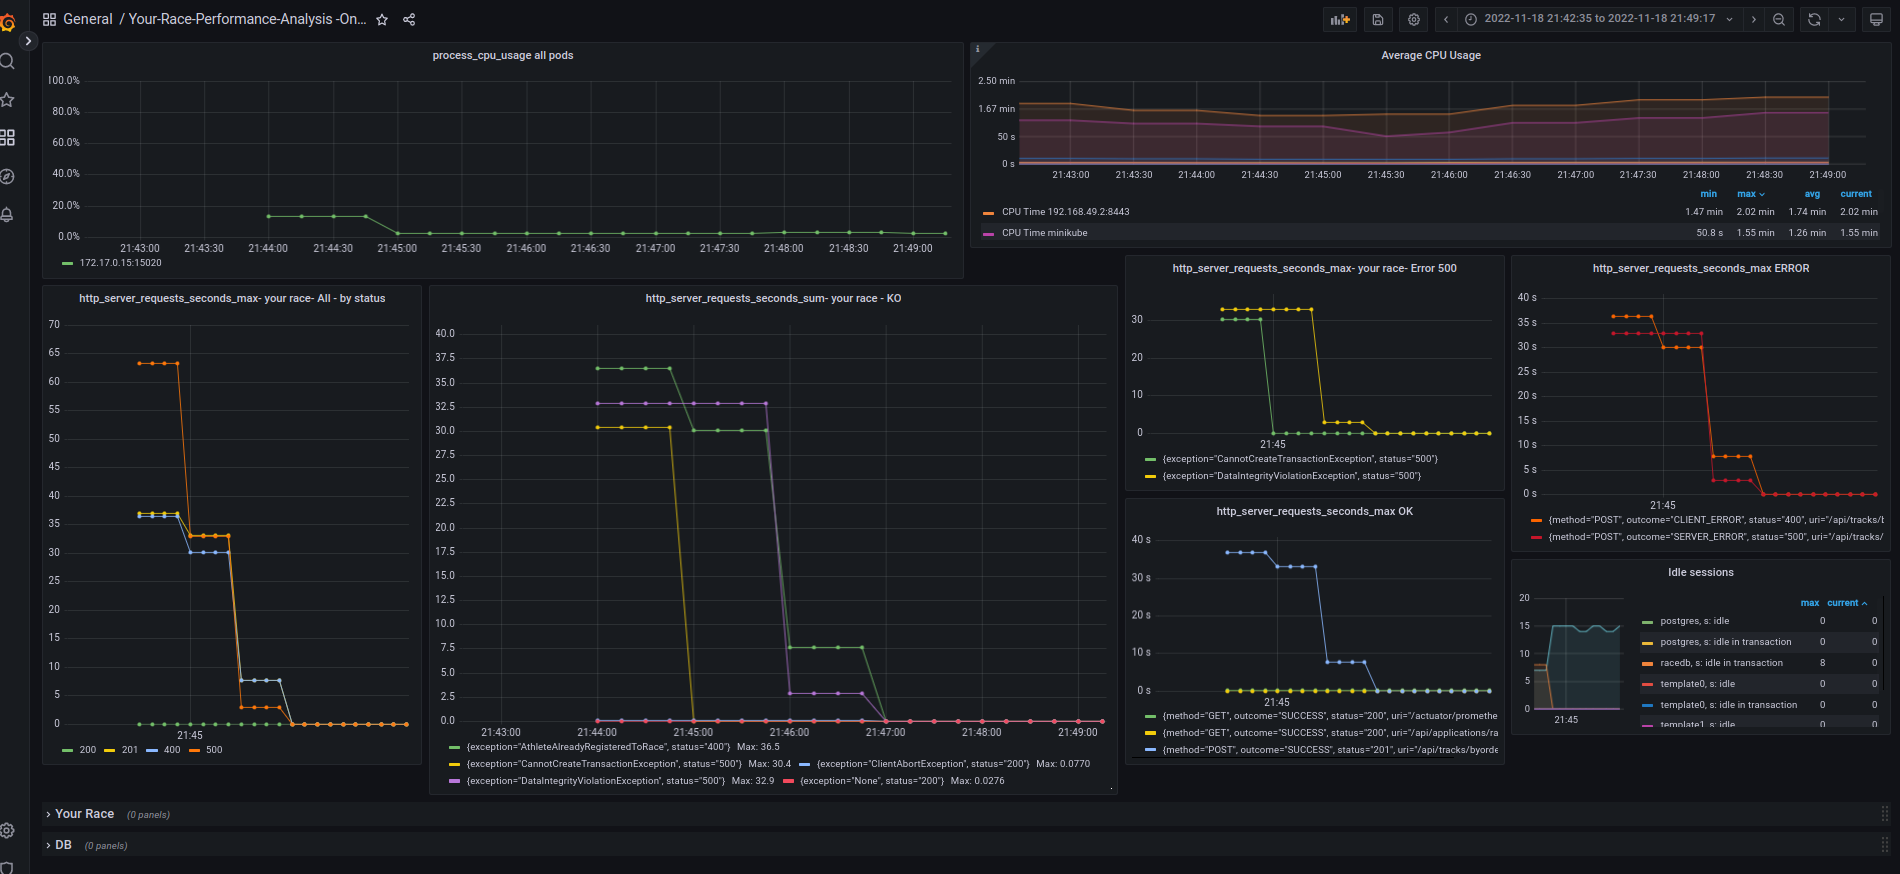 General / Your-Race-Performance-Analysis -On...
2022-11-18 21:42:35 to 2022-11-18 21:49:17
process_cpu_usage all pods
100.0%
80.0%
60.0%
40.0%
20.0%
0.0%
21:43:00 21:43:30 21:44:00 21:44:30 21:45:00 21:45:30 21:46:00 21:46:30 21:47:00 21:47:30 21:48:00 21:48:30 21:49:00
172.17.0.15:15020
i
Average CPU Usage
2.50 min
1.67 min
50 s
0 s
21:43:00 21:43:30 21:44:00 21:44:30 21:45:00 21:45:30 21:46:00 21:46:30 21:47:00 21:47:30 21:48:00 21:48:30 21:49:00
min max avg current
CPU Time 192.168.49.2:8443 1.47 min 2.02 min 1.74 min 2.02 min
CPU Time minikube 50.8 s 1.55 min 1.26 min 1.55 min
http_server_requests_seconds_max- your race- All - by status
70
65
60
55
50
45
40
35
30
25
20
15
10
5
0
21:45
200 201 400 500
http_server_requests_seconds_sum- your race - KO
40.0
37.5
35.0
32.5
30.0
27.5
25.0
22.5
20.0
17.5
15.0
12.5
10.0
7.5
5.0
2.5
0.0
21:43:00 21:44:00 21:45:00 21:46:00 21:47:00 21:48:00 21:49:00
{exception="AthleteAlreadyRegisteredToRace", status="400"} Max: 36.5
{exception="CannotCreateTransactionException", status="500"} Max: 30.4 {exception="ClientAbortException", status="200"} Max: 0.0770
{exception="DataIntegrityViolationException", status="500"} Max: 32.9 {exception="None", status="200"} Max: 0.0276
http_server_requests_seconds_max- your race- Error 500
30
20
10
0
21:45
{exception="CannotCreateTransactionException", status="500"}
{exception="DataIntegrityViolationException", status="500"}
http_server_requests_seconds_max OK
40 s
30 s
20 s
10 s
0 s
21:45
{method="GET", outcome="SUCCESS", status="200", uri="/actuator/promethe
{method="GET", outcome="SUCCESS", status="200", uri="/api/applications/ra
{method="POST", outcome="SUCCESS", status="201", uri="/api/tracks/byorde
http_server_requests_seconds_max ERROR
40 s
35 s
30 s
25 s
20 s
15 s
10 s
5 s
0 s
21:45
{method="POST", outcome="CLIENT_ERROR", status="400", uri="/api/tracks/b
{method="POST", outcome="SERVER_ERROR", status="500", uri="/api/tracks/
Idle sessions
20
15
10
5
0
21:45
max current
postgres, s: idle 0 0
postgres, s: idle in transaction 0 0
racedb, s: idle in transaction 8 0
template0, s: idle 0 0
template0, s: idle in transaction 0 0
template1, s: idle 0 0
Your Race (0 panels)
DB (0 panels)